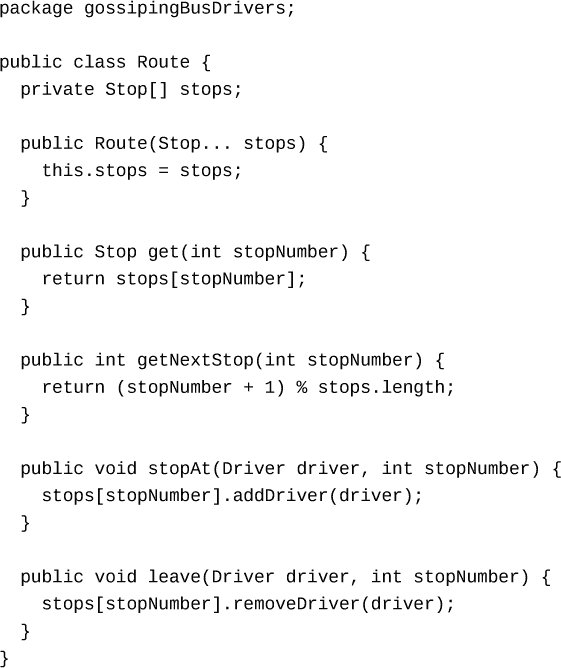 package gossipingBusDrivers;

public class Route {
  private Stop[] stops;

  public Route(Stop... stops) {
    this.stops = stops;
  }

  public Stop get(int stopNumber) {
    return stops[stopNumber];
  }

  public int getNextStop(int stopNumber) {
    return (stopNumber + 1) % stops.length;
  }

  public void stopAt(Driver driver, int stopNumber) {
    stops[stopNumber].addDriver(driver);
  }

  public void leave(Driver driver, int stopNumber) {
    stops[stopNumber].removeDriver(driver);
  }
}